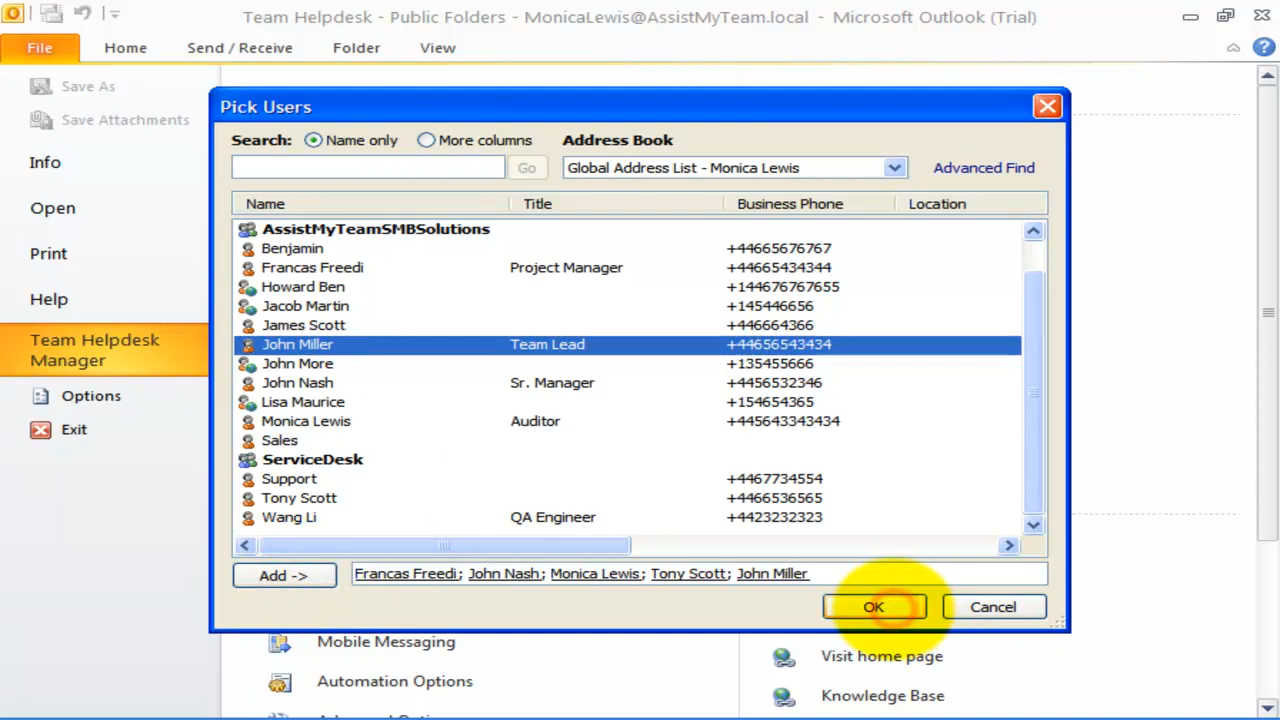 Team Helpdesk - Public Folders - MonicaLewis@AssistMyTeam.local - Microsoft Outlook (Trial)
File Home Send / Receive Folder View
Save As
Save Attachments
Info
Open
Print
Help
Team Helpdesk
Manager
Options
Exit
Pick Users
Search: Name only More columns Address Book
Go Global Address List - Monica Lewis Advanced Find
Name Title Business Phone Location
AssistMyTeamSMBSolutions
Benjamin +44665676767
Francas Freedi Project Manager +44665434344
Howard Ben +144676767655
Jacob Martin +145446656
James Scott +446664366
John Miller Team Lead +44656543434
John More +135455666
John Nash Sr. Manager +4456532346
Lisa Maurice +154654365
Monica Lewis Auditor +445643343434
Sales
ServiceDesk
Support +4467734554
Tony Scott +4466536565
Wang Li QA Engineer +4423232323
Add -> Francas Freedi; John Nash; Monica Lewis; Tony Scott; John Miller
OK Cancel
Mobile Messaging
Visit home page
Automation Options
Knowledge Base